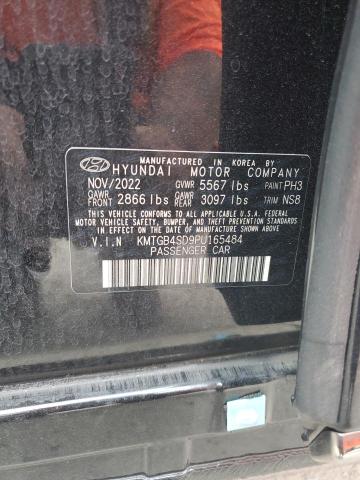 MANUFACTURED IN KOREA BY
HYUNDAI MOTOR COMPANY
NOV/2022 GVWR 5567 lbs PAINT PH3
GAWR FRONT 2866 lbs GAWR REAR 3097 lbs TRIM NS8
THIS VEHICLE CONFORMS TO ALL APPLICABLE U.S.A. FEDERAL
MOTOR VEHICLE SAFETY, BUMPER, AND THEFT PREVENTION
STANDARDS IN EFFECT ON THE DATE OF MANUFACTURE SHOWN ABOVE.
V.I.N KMTGB4SD9PU165484
PASSENGER CAR